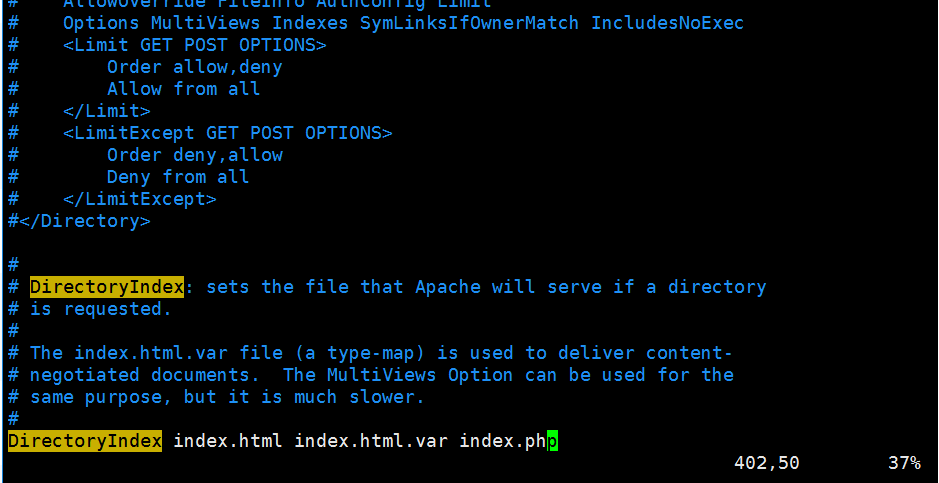 #    AllowOverride FileInfo AuthConfig Limit
#    Options MultiViews Indexes SymLinksIfOwnerMatch IncludesNoExec
#    <Limit GET POST OPTIONS>
#        Order allow,deny
#        Allow from all
#    </Limit>
#    <LimitExcept GET POST OPTIONS>
#        Order deny,allow
#        Deny from all
#    </LimitExcept>
#</Directory>

#
# DirectoryIndex: sets the file that Apache will serve if a directory
# is requested.
#
# The index.html.var file (a type-map) is used to deliver content-
# negotiated documents.  The MultiViews Option can be used for the
# same purpose, but it is much slower.
#
DirectoryIndex index.html index.html.var index.php
402,50        37%